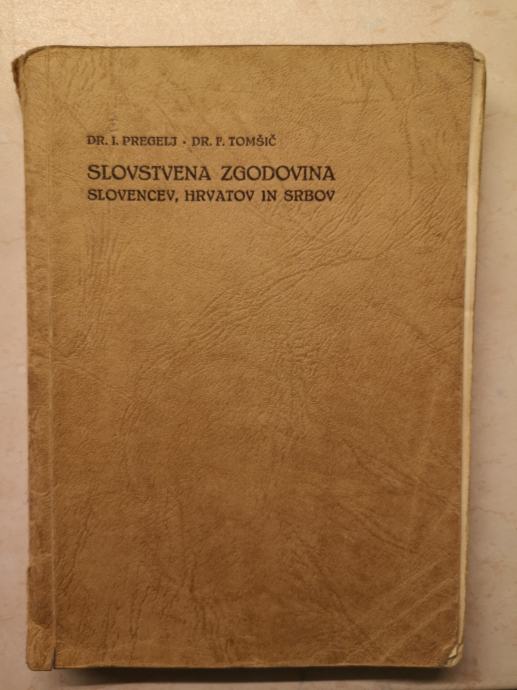 DR. I. PREGELJ · DR. F. TOMŠIČ
SLOVSTVENA ZGODOVINA
SLOVENCEV, HRVATOV IN SRBOV